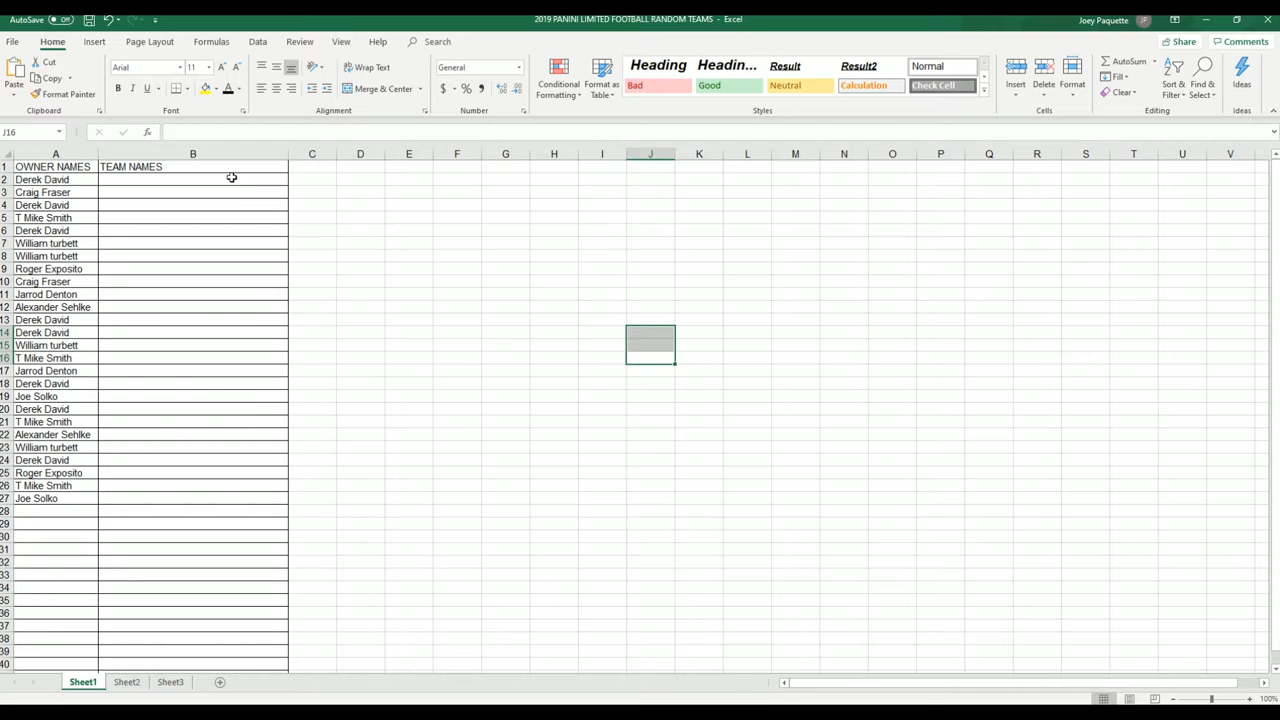 AutoSave Off 2019 PANINI LIMITED FOOTBALL RANDOM TEAMS - Excel Joey Paquette JP
File Home Insert Page Layout Formulas Data Review View Help Search Share Comments
Paste Cut Copy Format Painter
Arial 11
B I U A
Wrap Text
Merge & Center
General
$ % ,
Conditional Formatting
Format as Table
Heading Headin... Result Result2 Normal
Bad Good Neutral Calculation Check Cell
Insert Delete Format
AutoSum Fill Clear
Sort & Filter
Find & Select
Ideas
Clipboard Font Alignment Number Styles Cells Editing Ideas
J16 fx
A B C D E F G H I J K L M N O P Q R S T U V
1 OWNER NAMES TEAM NAMES
2 Derek David
3 Craig Fraser
4 Derek David
5 T Mike Smith
6 Derek David
7 William turbett
8 William turbett
9 Roger Exposito
10 Craig Fraser
11 Jarrod Denton
12 Alexander Sehlke
13 Derek David
14 Derek David
15 William turbett
16 T Mike Smith
17 Jarrod Denton
18 Derek David
19 Joe Solko
20 Derek David
21 T Mike Smith
22 Alexander Sehlke
23 William turbett
24 Derek David
25 Roger Exposito
26 T Mike Smith
27 Joe Solko
28
29
30
31
32
33
34
35
36
37
38
39
40
Sheet1 Sheet2 Sheet3
100%